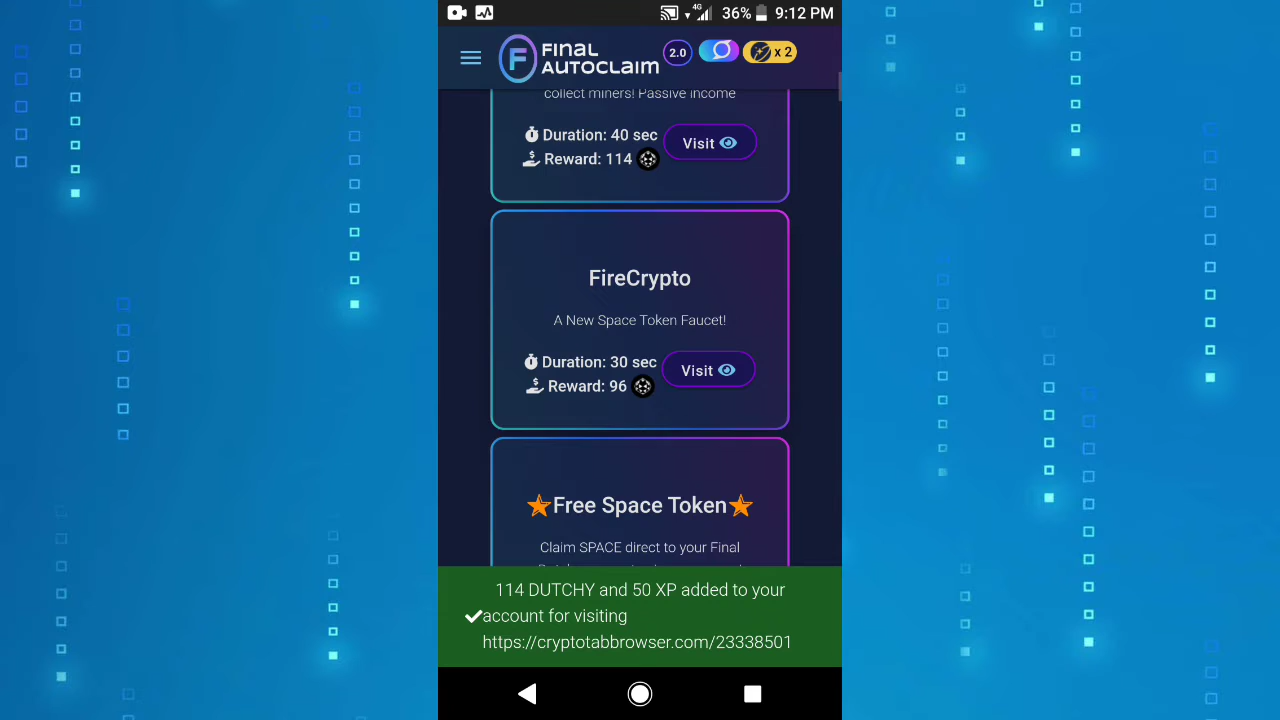 4G 36% 9:12 PM
F FINAL AUTOCLAIM 2.0 x 2
collect miners! Passive income
Duration: 40 sec
Visit
Reward: 114
FireCrypto
A New Space Token Faucet!
Duration: 30 sec
Visit
Reward: 96
Free Space Token
Claim SPACE direct to your Final
114 DUTCHY and 50 XP added to your
account for visiting
https://cryptotabbrowser.com/23338501